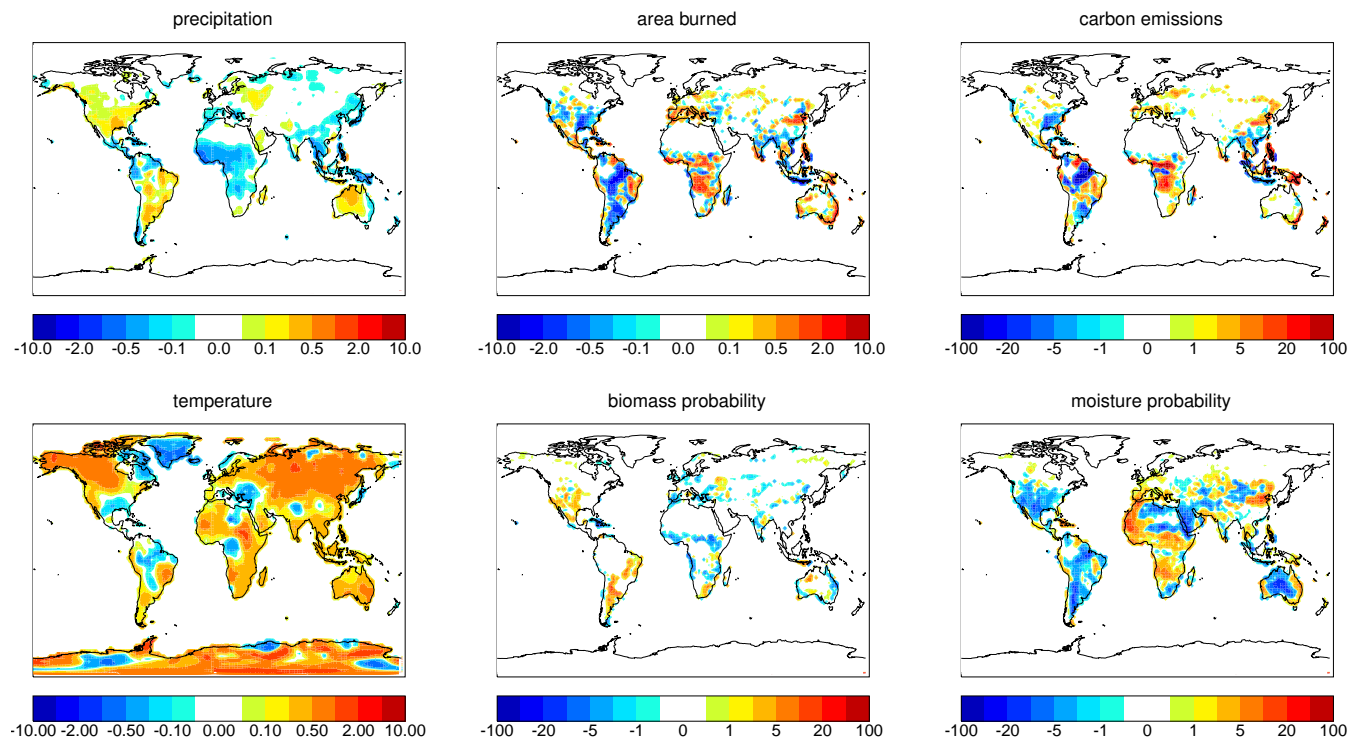 precipitation
area burned
carbon emissions
-10.0 -2.0 -0.5 -0.1 0.0 0.1 0.5 2.0 10.0
-10.0 -2.0 -0.5 -0.1 0.0 0.1 0.5 2.0 10.0
-100 -20 -5 -1 0 1 5 20 100
temperature
biomass probability
moisture probability
-10.00 -2.00 -0.50 -0.10 0.00 0.10 0.50 2.00 10.00
-100 -20 -5 -1 0 1 5 20 100
-100 -20 -5 -1 0 1 5 20 100